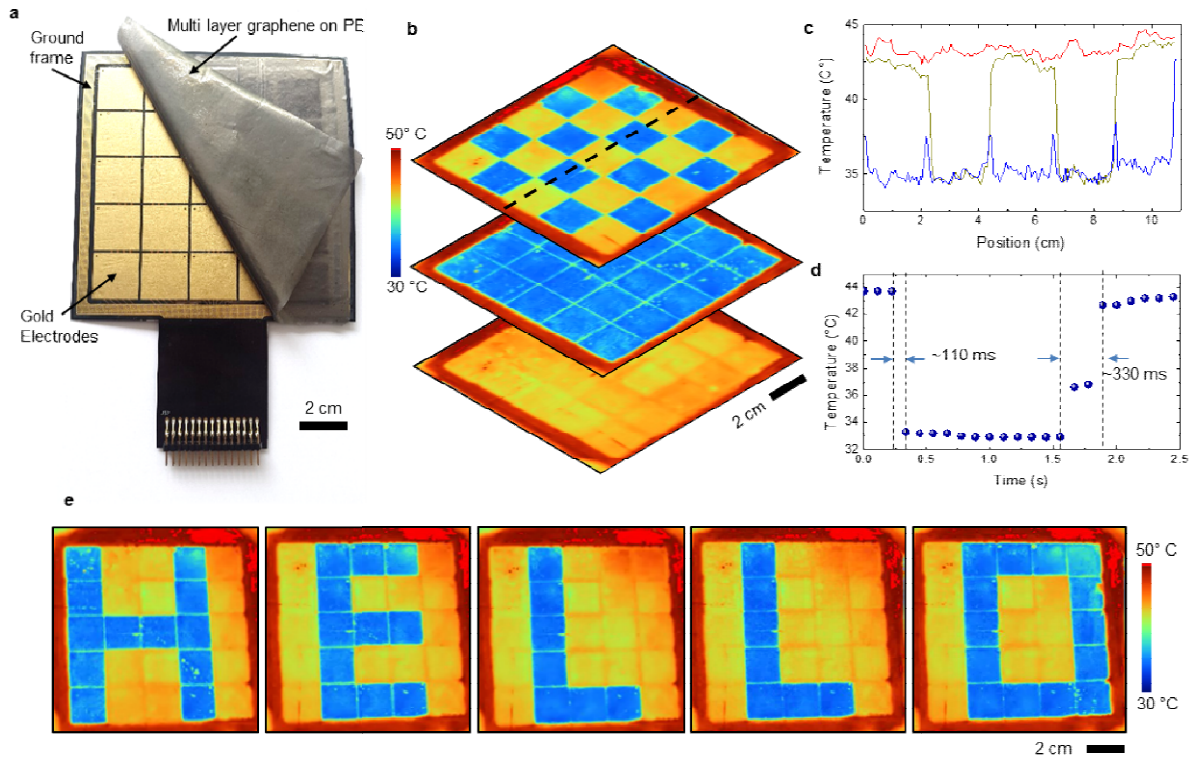 a
Multi layer graphene on PE
Ground
frame
Gold
Electrodes
2 cm
b
50° C
30 °C
2 cm
c
Temperature (C°)
45
40
35
0
2
4
6
8
10
Position (cm)
d
Temperature (°C)
44
42
40
38
36
34
32
~110 ms
~330 ms
0.0
0.5
1.0
1.5
2.0
2.5
Time (s)
e
50° C
30 °C
2 cm